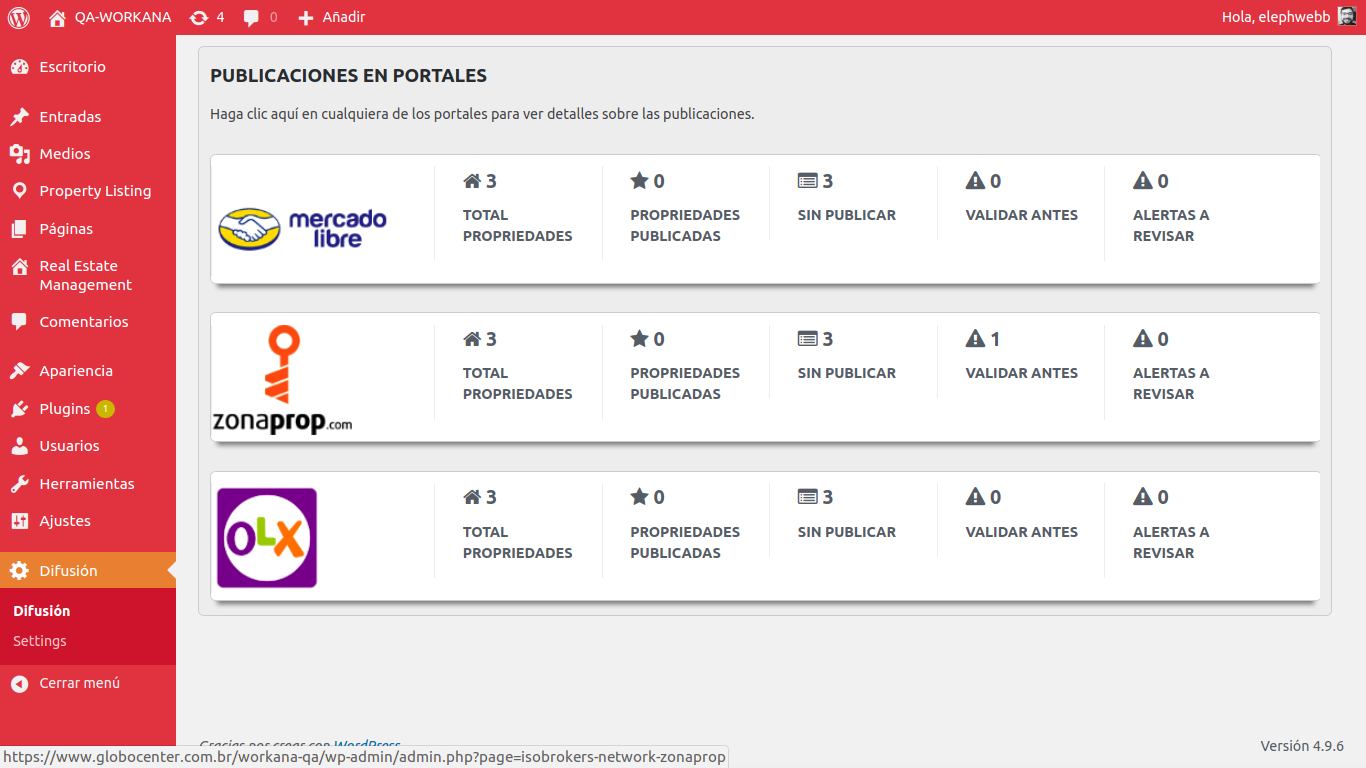 QA-WORKANA 4 0 Añadir Hola, elephwebb
Escritorio
Entradas
Medios
Property Listing
Páginas
Real Estate
Management
Comentarios
Apariencia
Plugins 1
Usuarios
Herramientas
Ajustes
Difusión
Difusión
Settings
Cerrar menú
PUBLICACIONES EN PORTALES
Haga clic aquí en cualquiera de los portales para ver detalles sobre las publicaciones.
mercado
libre
3
TOTAL
PROPRIEDADES
0
PROPRIEDADES
PUBLICADAS
3
SIN PUBLICAR
0
VALIDAR ANTES
0
ALERTAS A
REVISAR
zonaprop.com
3
TOTAL
PROPRIEDADES
0
PROPRIEDADES
PUBLICADAS
3
SIN PUBLICAR
1
VALIDAR ANTES
0
ALERTAS A
REVISAR
OLX
3
TOTAL
PROPRIEDADES
0
PROPRIEDADES
PUBLICADAS
3
SIN PUBLICAR
0
VALIDAR ANTES
0
ALERTAS A
REVISAR
Gracias por crear con WordPress
Versión 4.9.6
https://www.globocenter.com.br/workana-qa/wp-admin/admin.php?page=isobrokers-network-zonaprop